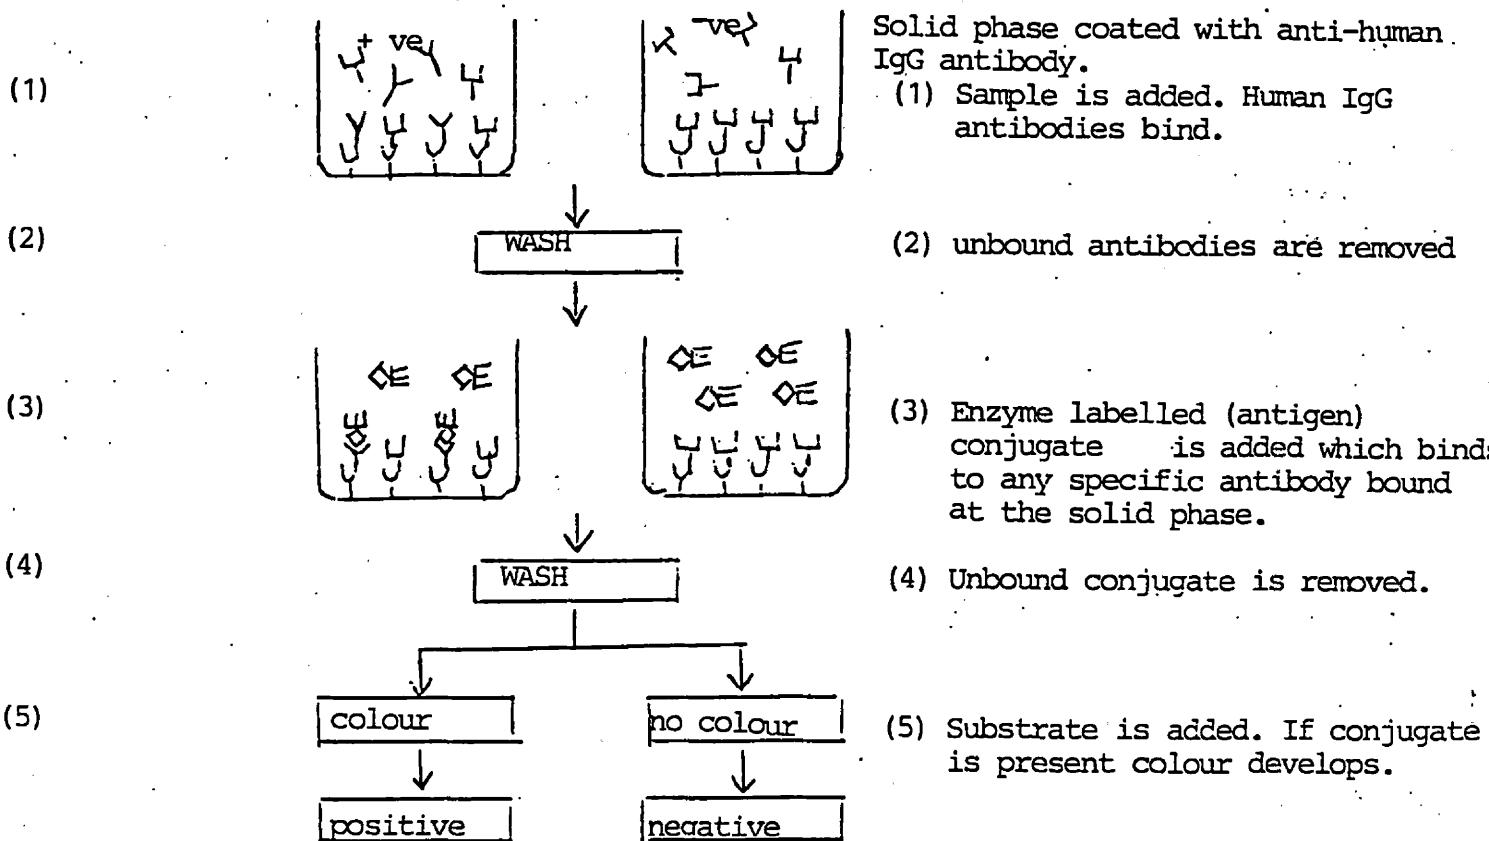 + ve
-ve
Solid phase coated with anti-human
IgG antibody.
(1)
(1) Sample is added. Human IgG
antibodies bind.
(2)
WASH
(2) unbound antibodies are removed
E E
E E
E E
E E
(3)
(3) Enzyme labelled (antigen)
conjugate is added which binds
to any specific antibody bound
at the solid phase.
(4)
WASH
(4) Unbound conjugate is removed.
(5)
colour
no colour
(5) Substrate is added. If conjugate
is present colour develops.
positive
negative